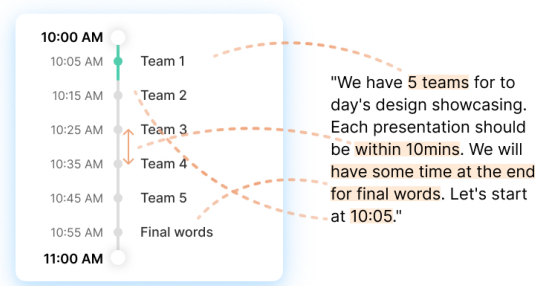 10:00 AM
10:05 AM Team 1
10:15 AM Team 2
10:25 AM Team 3
10:35 AM Team 4
10:45 AM Team 5
10:55 AM Final words
11:00 AM
"We have 5 teams for to
day's design showcasing.
Each presentation should
be within 10mins. We will
have some time at the end
for final words. Let's start
at 10:05."